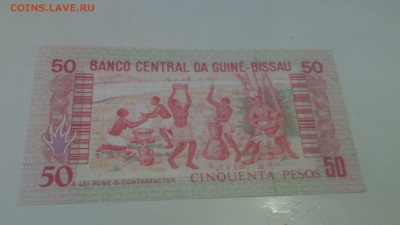 COINS.LAVE.RU
50 BANCO CENTRAL DA GUINÉ-BISSAU 50
50 A LEI PUNE O CONTRAFACTOR CINQUENTA PESOS 50